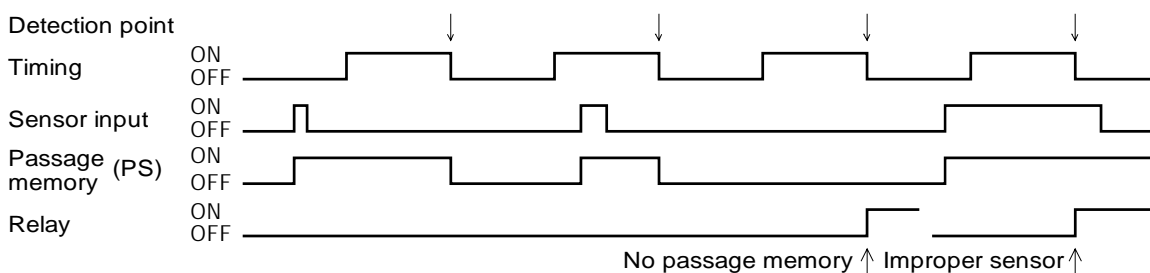 Detection point
Timing
ON
OFF
Sensor input
ON
OFF
Passage memory (PS)
ON
OFF
Relay
ON
OFF
No passage memory
Improper sensor